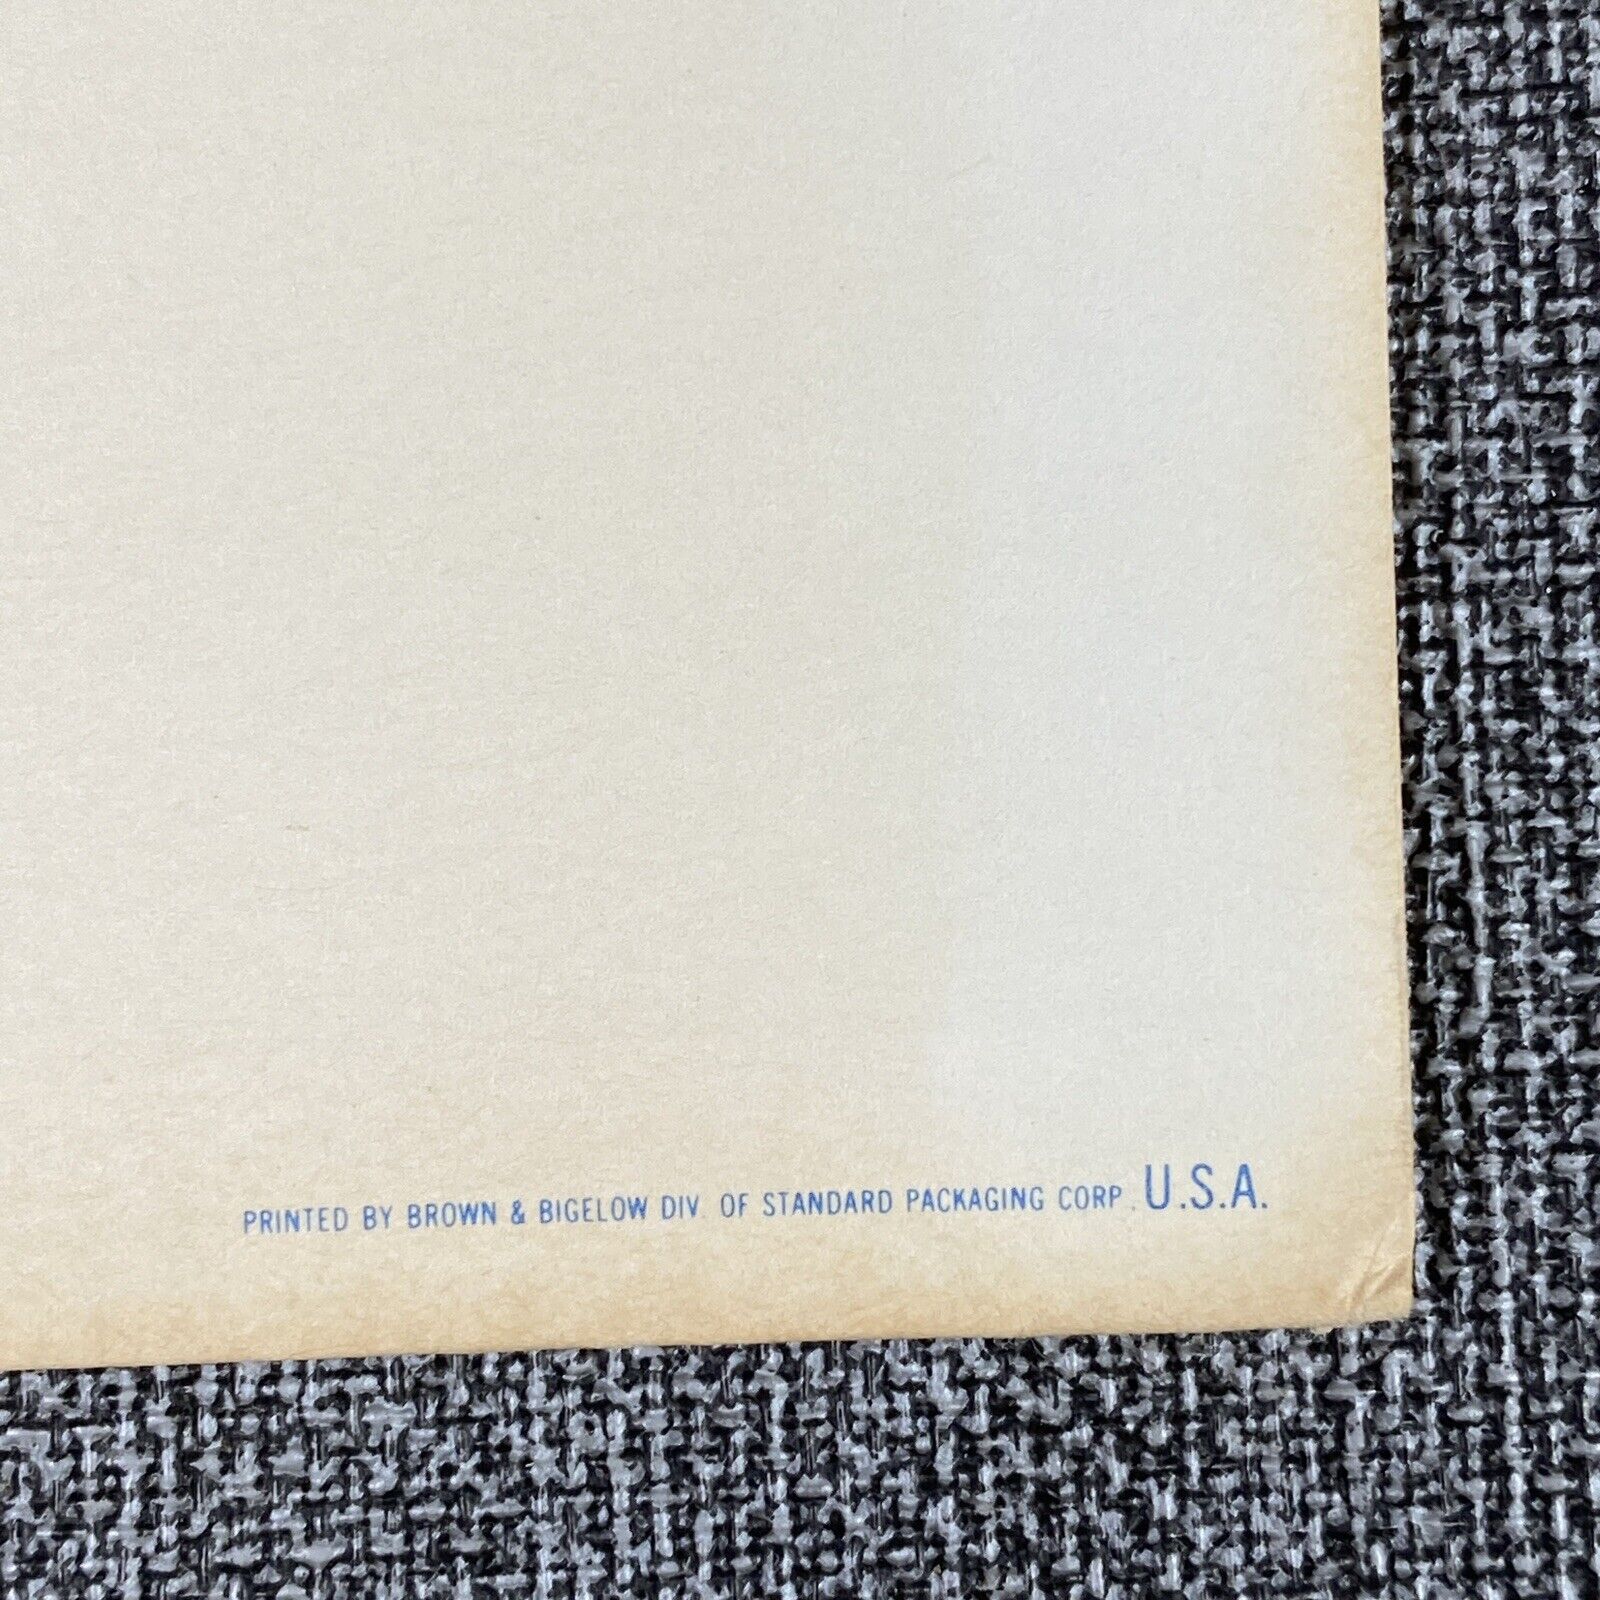 PRINTED BY BROWN & BIGELOW DIV. OF STANDARD PACKAGING CORP. U.S.A.